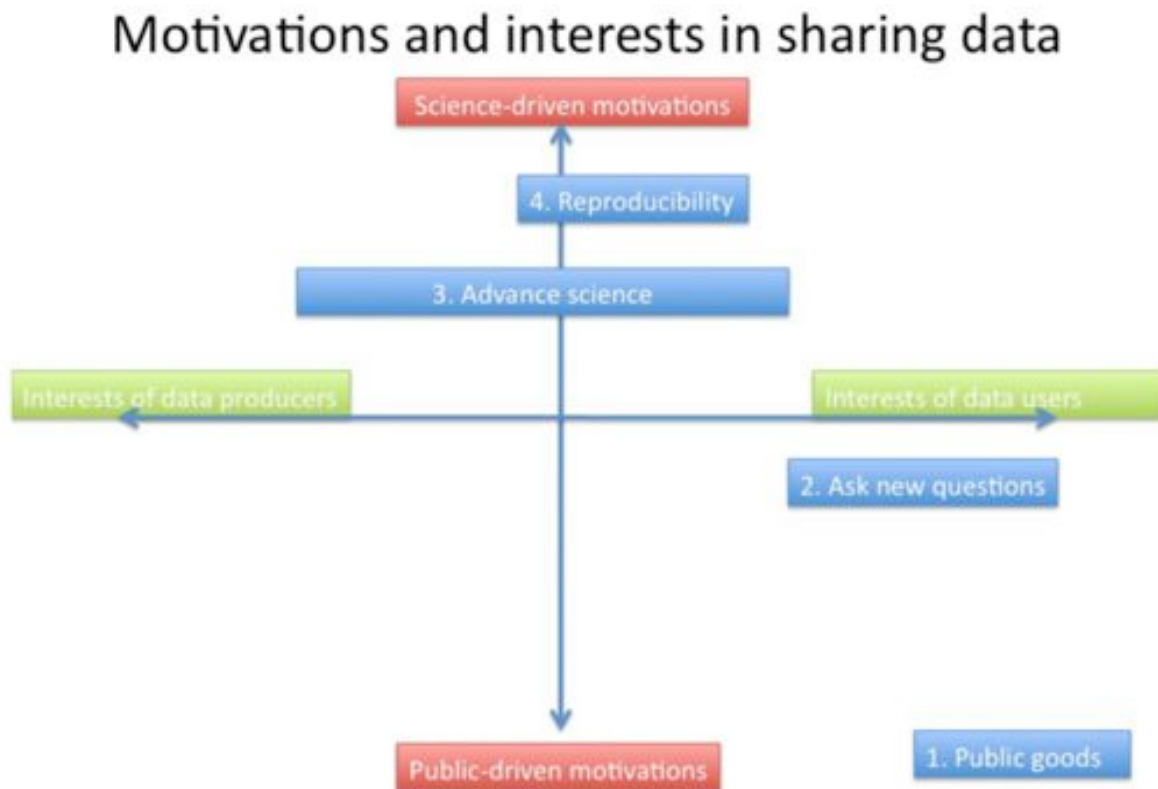 Motivations and interests in sharing data
Science-driven motivations
4. Reproducibility
3. Advance science
Interests of data producers
Interests of data users
2. Ask new questions
1. Public goods
Public-driven motivations